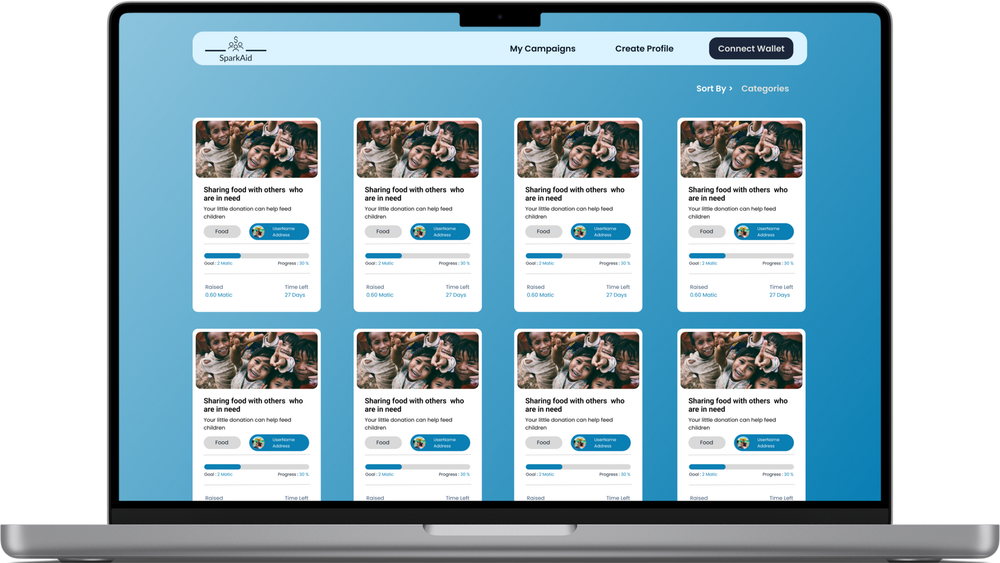 $
SparkAid
My Campaigns
Create Profile
Connect Wallet
Sort By > Categories
Sharing food with others  who
are in need
Your little donation can help feed
children
Food
UserName
Address
Goal : 2 Matic
Progress : 30 %
Raised
Time Left
0.60 Matic
27 Days
Sharing food with others  who
are in need
Your little donation can help feed
children
Food
UserName
Address
Goal : 2 Matic
Progress : 30 %
Raised
Time Left
0.60 Matic
27 Days
Sharing food with others  who
are in need
Your little donation can help feed
children
Food
UserName
Address
Goal : 2 Matic
Progress : 30 %
Raised
Time Left
0.60 Matic
27 Days
Sharing food with others  who
are in need
Your little donation can help feed
children
Food
UserName
Address
Goal : 2 Matic
Progress : 30 %
Raised
Time Left
0.60 Matic
27 Days
Sharing food with others  who
are in need
Your little donation can help feed
children
Food
UserName
Address
Goal : 2 Matic
Progress : 30 %
Raised
Time Left
Sharing food with others  who
are in need
Your little donation can help feed
children
Food
UserName
Address
Goal : 2 Matic
Progress : 30 %
Raised
Time Left
Sharing food with others  who
are in need
Your little donation can help feed
children
Food
UserName
Address
Goal : 2 Matic
Progress : 30 %
Raised
Time Left
Sharing food with others  who
are in need
Your little donation can help feed
children
Food
UserName
Address
Goal : 2 Matic
Progress : 30 %
Raised
Time Left